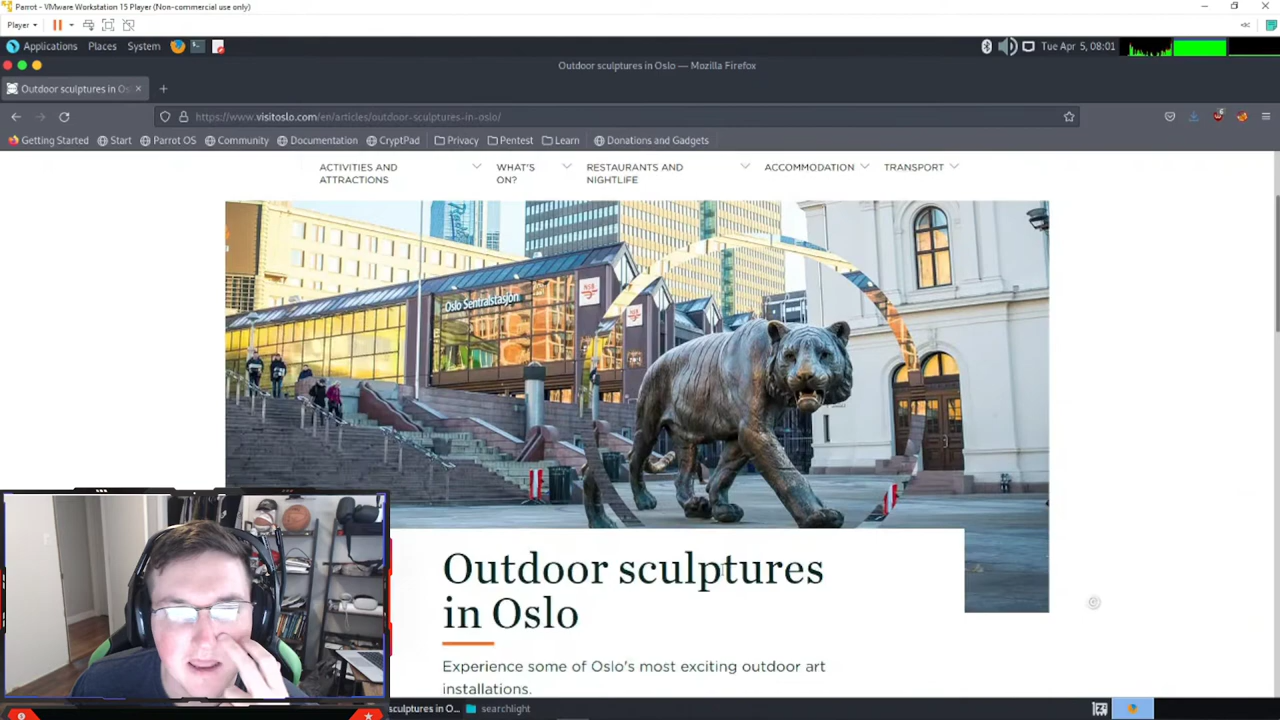 Parrot - VMware Workstation 15 Player (Non-commercial use only)
Player
Applications Places System Tue Apr 5, 08:01
Outdoor sculptures in Oslo — Mozilla Firefox
Outdoor sculptures in Os
https://www.visitoslo.com/en/articles/outdoor-sculptures-in-oslo/
Getting Started Start Parrot OS Community Documentation CryptPad Privacy Pentest Learn Donations and Gadgets
ACTIVITIES AND
ATTRACTIONS
WHAT'S
ON?
RESTAURANTS AND
NIGHTLIFE
ACCOMMODATION
TRANSPORT
Oslo Sentralstasjon
NSB
Outdoor sculptures
in Oslo
Experience some of Oslo's most exciting outdoor art
installations.
sculptures in O...
searchlight